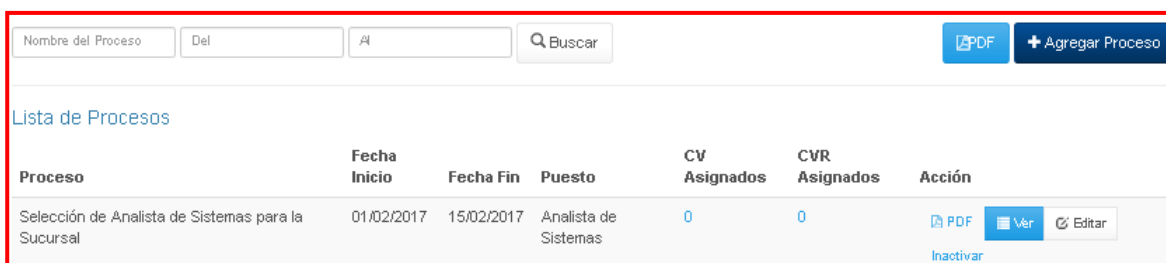 Nombre del Proceso Del Al Buscar PDF Agregar Proceso
Lista de Procesos
Proceso Fecha Inicio Fecha Fin Puesto CV Asignados CVR Asignados Acción
Selección de Analista de Sistemas para la Sucursal 01/02/2017 15/02/2017 Analista de Sistemas 0 0 PDF Ver Editar
Inactivar